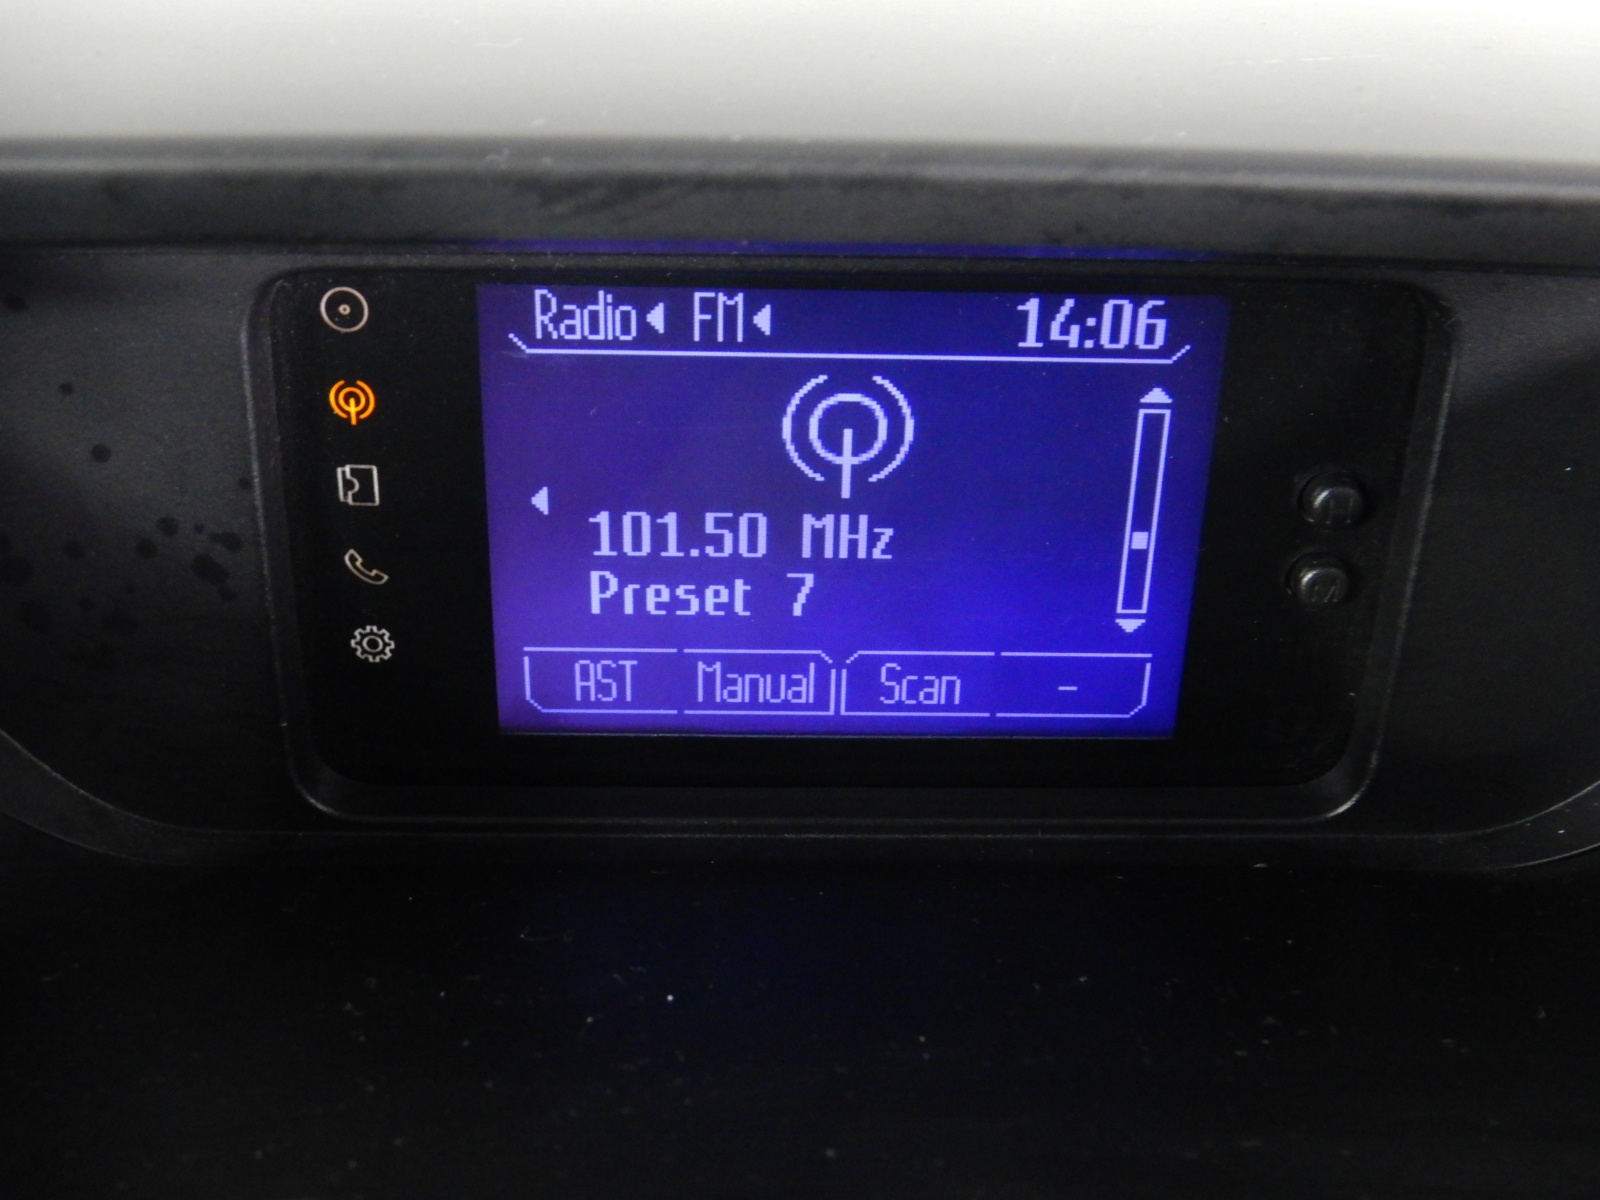 Radio FM 14:06
101.50 MHz
Preset 7
AST Manual Scan -
H
M